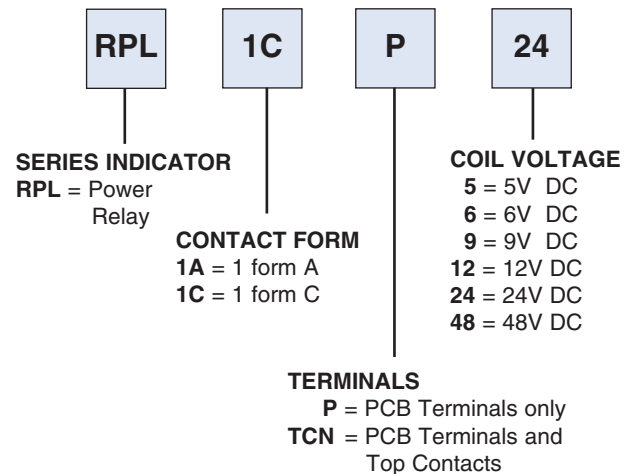 RPL 1C P 24
SERIES INDICATOR
RPL = Power
Relay
CONTACT FORM
1A = 1 form A
1C = 1 form C
TERMINALS
P = PCB Terminals only
TCN = PCB Terminals and
Top Contacts
COIL VOLTAGE
5 = 5V DC
6 = 6V DC
9 = 9V DC
12 = 12V DC
24 = 24V DC
48 = 48V DC